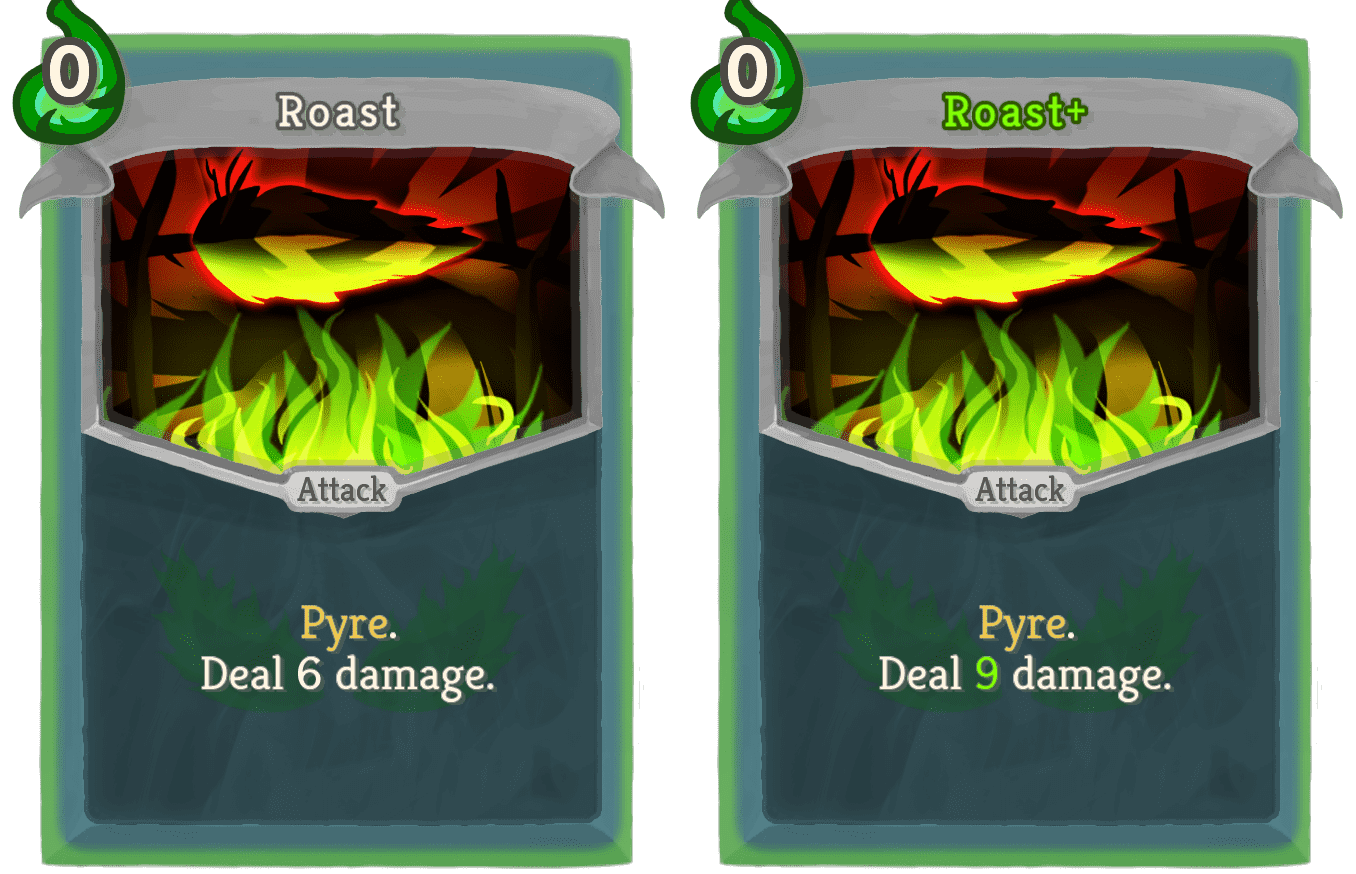 0
Roast
Attack
Pyre.
Deal 6 damage.
0
Roast+
Attack
Pyre.
Deal 9 damage.